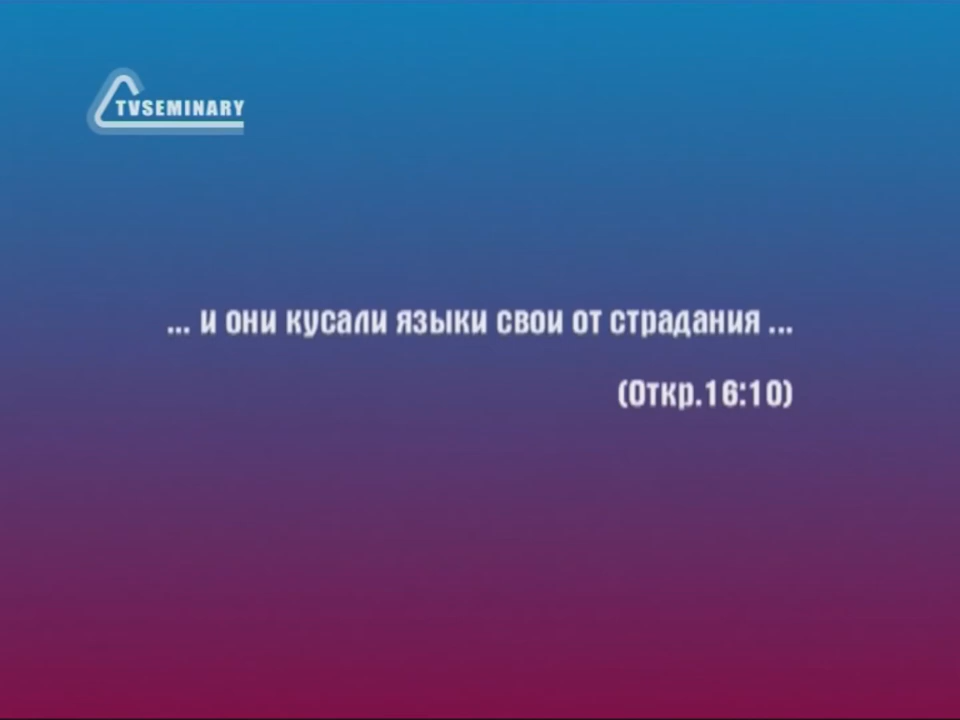 TVSEMINARY
... и они кусали языки свои от страдания ...
(Откр.16:10)